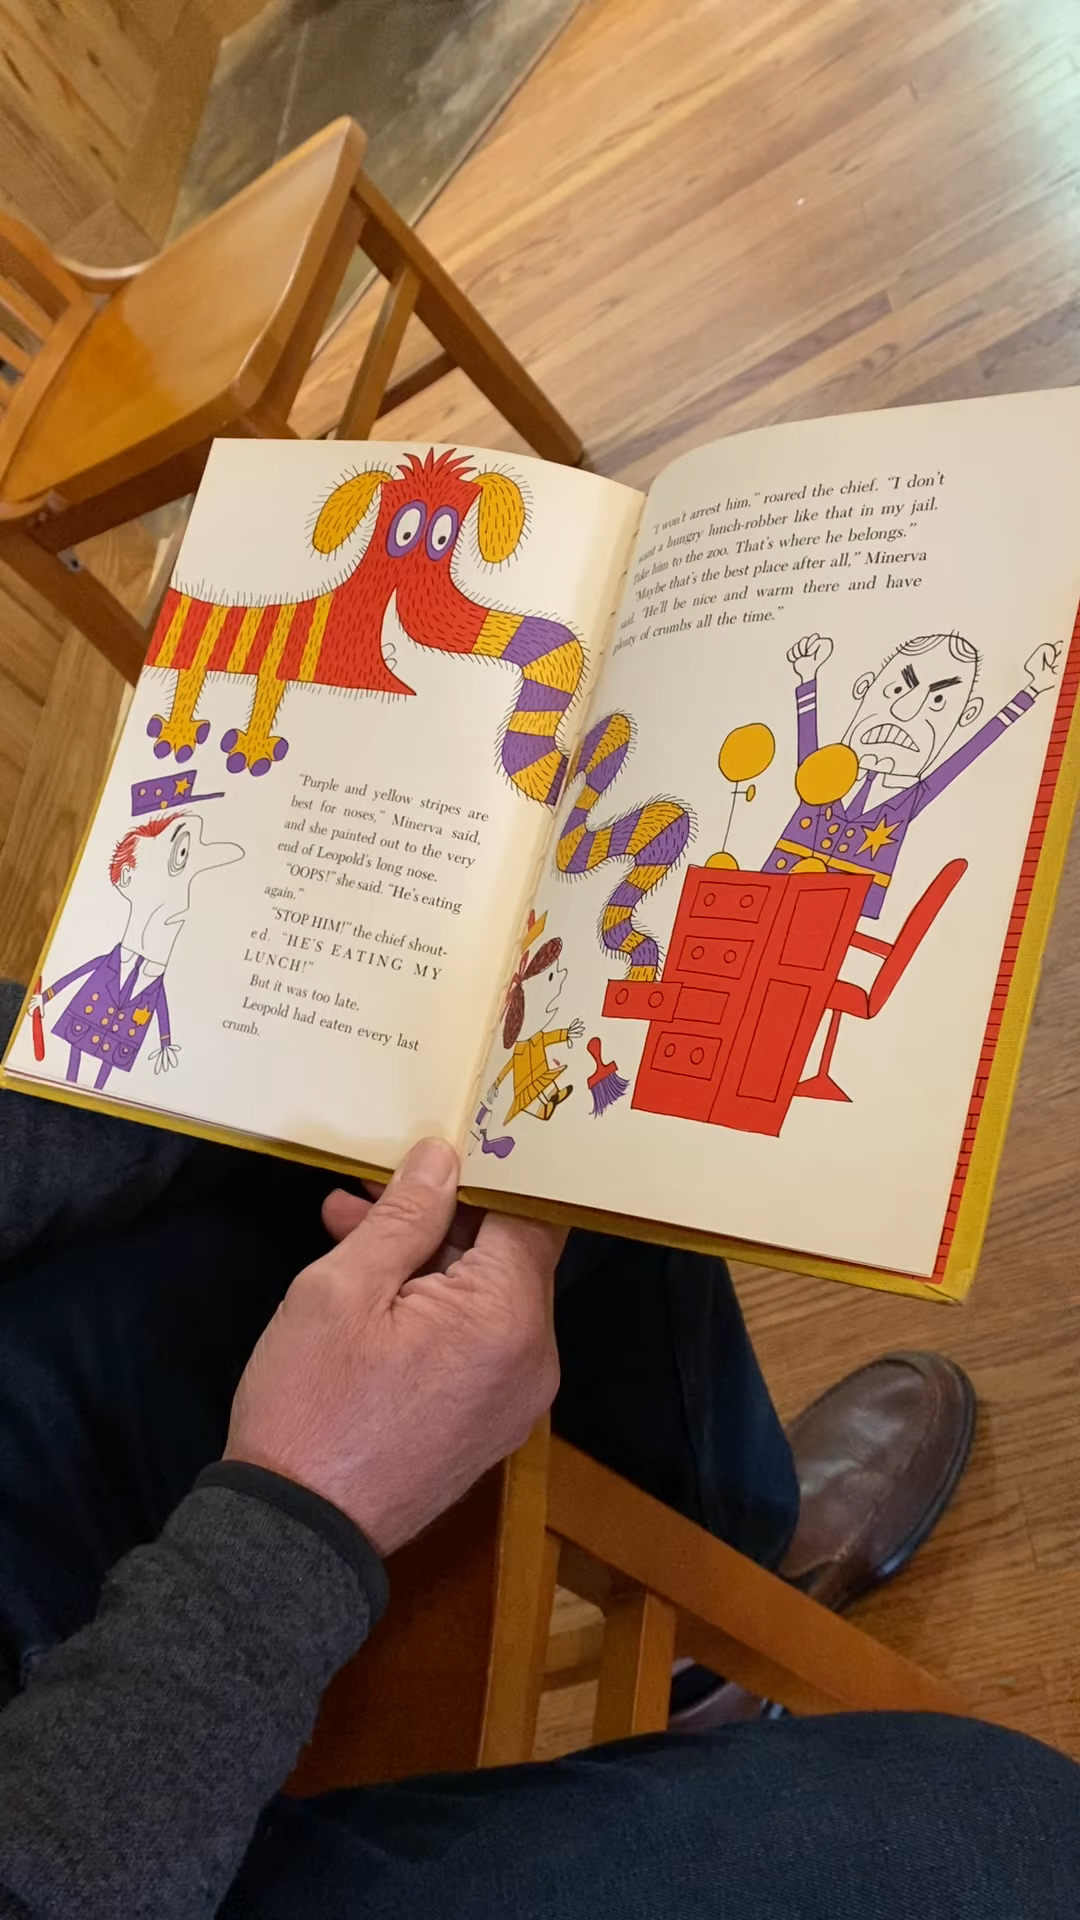 "Purple and yellow stripes are
best for noses," Minerva said,
and she painted out to the very
end of Leopold's long nose.
"OOPS!" she said. "He's eating
again."
"STOP HIM!" the chief shout-
ed. "HE'S EATING MY
LUNCH!"
But it was too late.
Leopold had eaten every last
crumb.
"I won't arrest him," roared the chief. "I don't
want a hungry lunch-robber like that in my jail.
Take him to the zoo. That's where he belongs."
"Maybe that's the best place after all," Minerva
said. "He'll be nice and warm there and have
plenty of crumbs all the time."